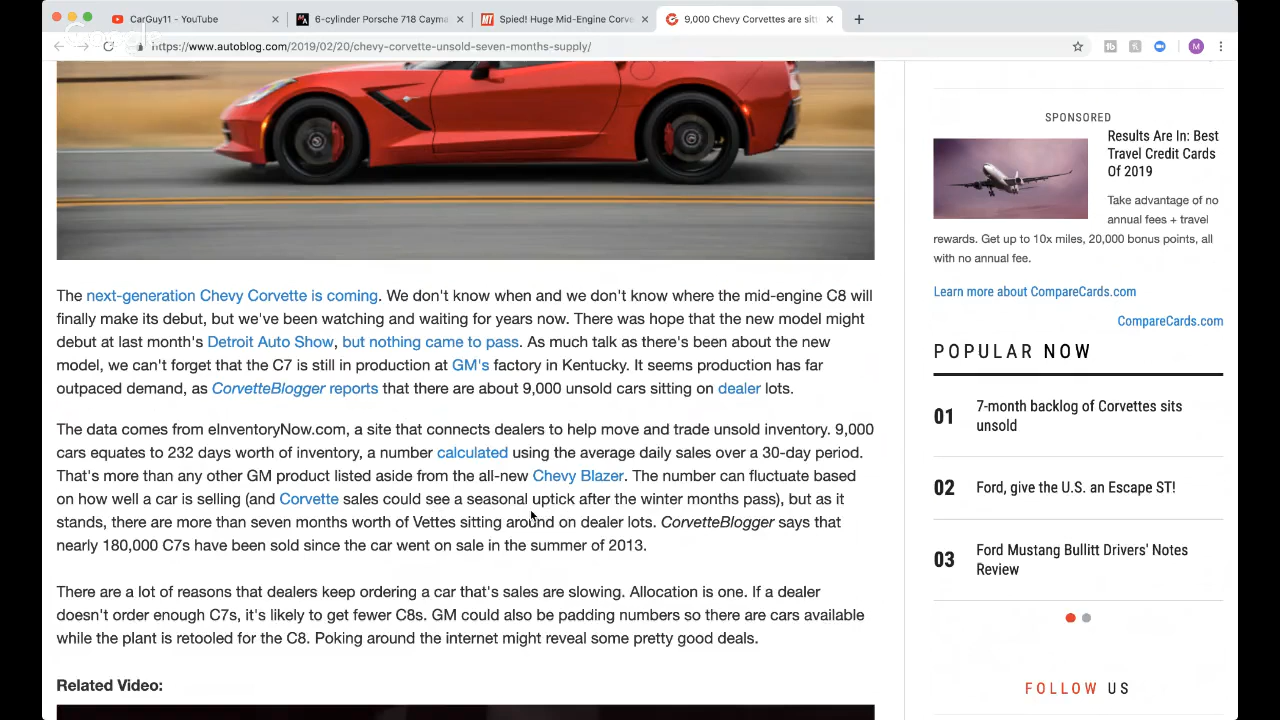 CarGuy11 - YouTube
6-cylinder Porsche 718 Cayma
Spied! Huge Mid-Engine Corve
9,000 Chevy Corvettes are sitt
Google
https://www.autoblog.com/2019/02/20/chevy-corvette-unsold-seven-months-supply/
M
The next-generation Chevy Corvette is coming. We don't know when and we don't know where the mid-engine C8 will
finally make its debut, but we've been watching and waiting for years now. There was hope that the new model might
debut at last month's Detroit Auto Show, but nothing came to pass. As much talk as there's been about the new
model, we can't forget that the C7 is still in production at GM's factory in Kentucky. It seems production has far
outpaced demand, as CorvetteBlogger reports that there are about 9,000 unsold cars sitting on dealer lots.
The data comes from eInventoryNow.com, a site that connects dealers to help move and trade unsold inventory. 9,000
cars equates to 232 days worth of inventory, a number calculated using the average daily sales over a 30-day period.
That's more than any other GM product listed aside from the all-new Chevy Blazer. The number can fluctuate based
on how well a car is selling (and Corvette sales could see a seasonal uptick after the winter months pass), but as it
stands, there are more than seven months worth of Vettes sitting around on dealer lots. CorvetteBlogger says that
nearly 180,000 C7s have been sold since the car went on sale in the summer of 2013.
There are a lot of reasons that dealers keep ordering a car that's sales are slowing. Allocation is one. If a dealer
doesn't order enough C7s, it's likely to get fewer C8s. GM could also be padding numbers so there are cars available
while the plant is retooled for the C8. Poking around the internet might reveal some pretty good deals.
Related Video:
SPONSORED
Results Are In: Best
Travel Credit Cards
Of 2019
Take advantage of no
annual fees + travel
rewards. Get up to 10x miles, 20,000 bonus points, all
with no annual fee.
Learn more about CompareCards.com
CompareCards.com
POPULAR NOW
01 7-month backlog of Corvettes sits
unsold
02 Ford, give the U.S. an Escape ST!
03 Ford Mustang Bullitt Drivers' Notes
Review
FOLLOW US